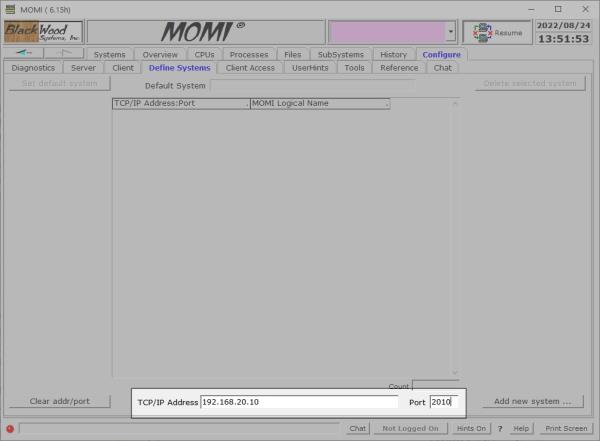 MOMI ( 6.15h)
BlackWood
Systems, Inc.
MOMI ®
Resume
2022/08/24
13:51:53
Systems Overview CPUs Processes Files SubSystems History Configure
Diagnostics Server Client Define Systems Client Access UserHints Tools Reference Chat
Set default system Default System Delete selected system
TCP/IP Address:Port . MOMI Logical Name .
Count
Clear addr/port TCP/IP Address 192.168.20.10 Port 2010 Add new system ...
Chat Not Logged On Hints On ? Help Print Screen